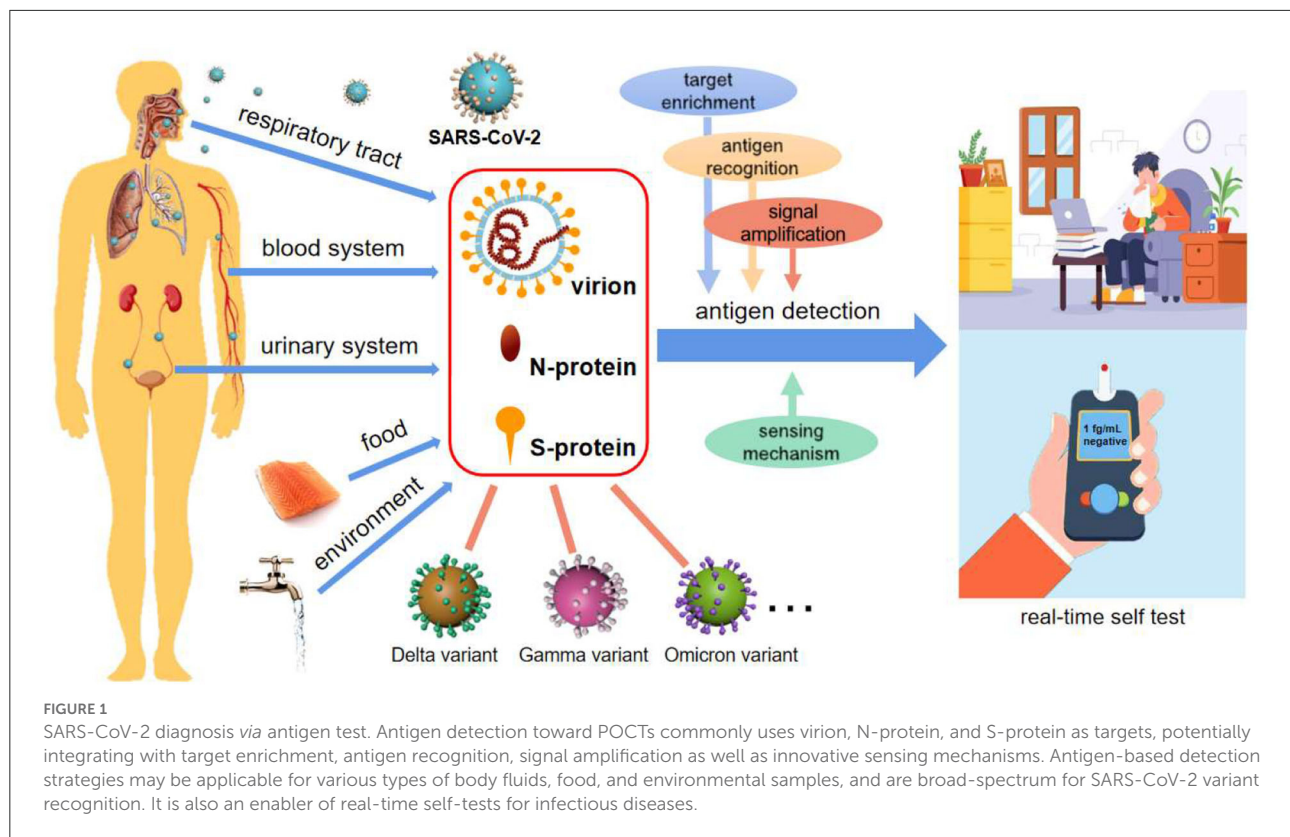 target
enrichment
respiratory tract
SARS-CoV-2
antigen
recognition
signal
amplification
blood system
virion
antigen detection
urinary system
N-protein
1 fg/mL
negative
food
S-protein
sensing
mechanism
environment
...
real-time self test
Delta variant
Gamma variant
Omicron variant
FIGURE 1
SARS-CoV-2 diagnosis via antigen test. Antigen detection toward POCTs commonly uses virion, N-protein, and S-protein as targets, potentially
integrating with target enrichment, antigen recognition, signal amplification as well as innovative sensing mechanisms. Antigen-based detection
strategies may be applicable for various types of body fluids, food, and environmental samples, and are broad-spectrum for SARS-CoV-2 variant
recognition. It is also an enabler of real-time self-tests for infectious diseases.